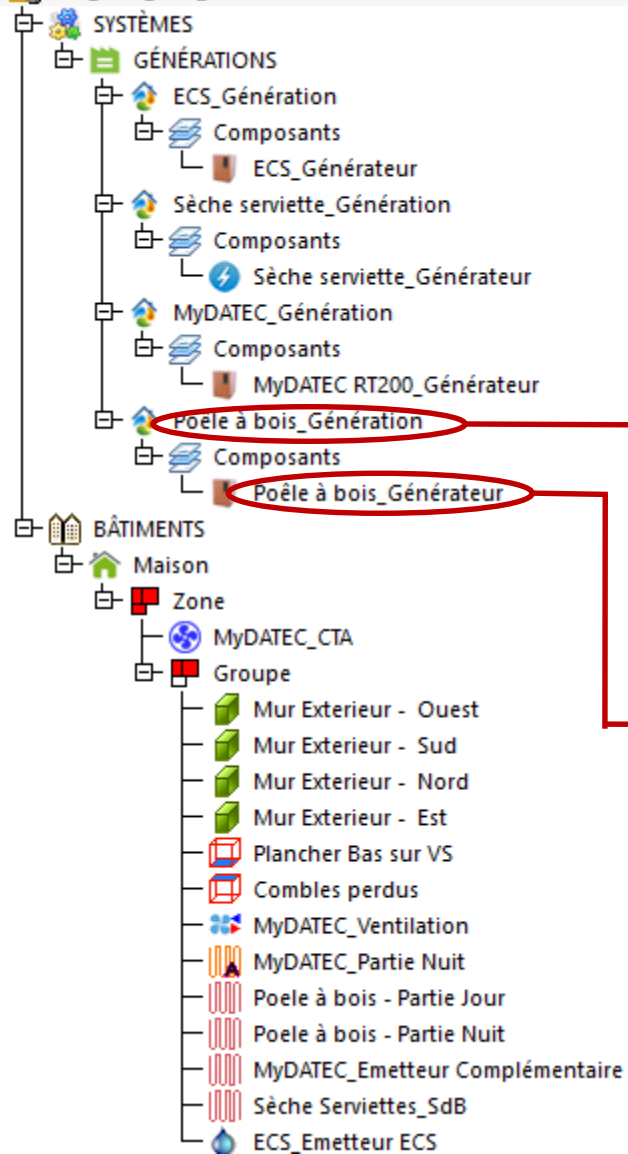 SYSTÈMES
GÉNÉRATIONS
ECS_Génération
Composants
ECS_Générateur
Sèche serviette_Génération
Composants
Sèche serviette_Générateur
MyDATEC_Génération
Composants
MyDATEC RT200_Générateur
Poêle à bois_Génération
Composants
Poêle à bois_Générateur
BÂTIMENTS
Maison
Zone
MyDATEC_CTA
Groupe
Mur Exterieur - Ouest
Mur Exterieur - Sud
Mur Exterieur - Nord
Mur Exterieur - Est
Plancher Bas sur VS
Combles perdus
MyDATEC_Ventilation
MyDATEC_Partie Nuit
Poele à bois - Partie Jour
Poele à bois - Partie Nuit
MyDATEC_Emetteur Complémentaire
Sèche Serviettes_SdB
ECS_Emetteur ECS